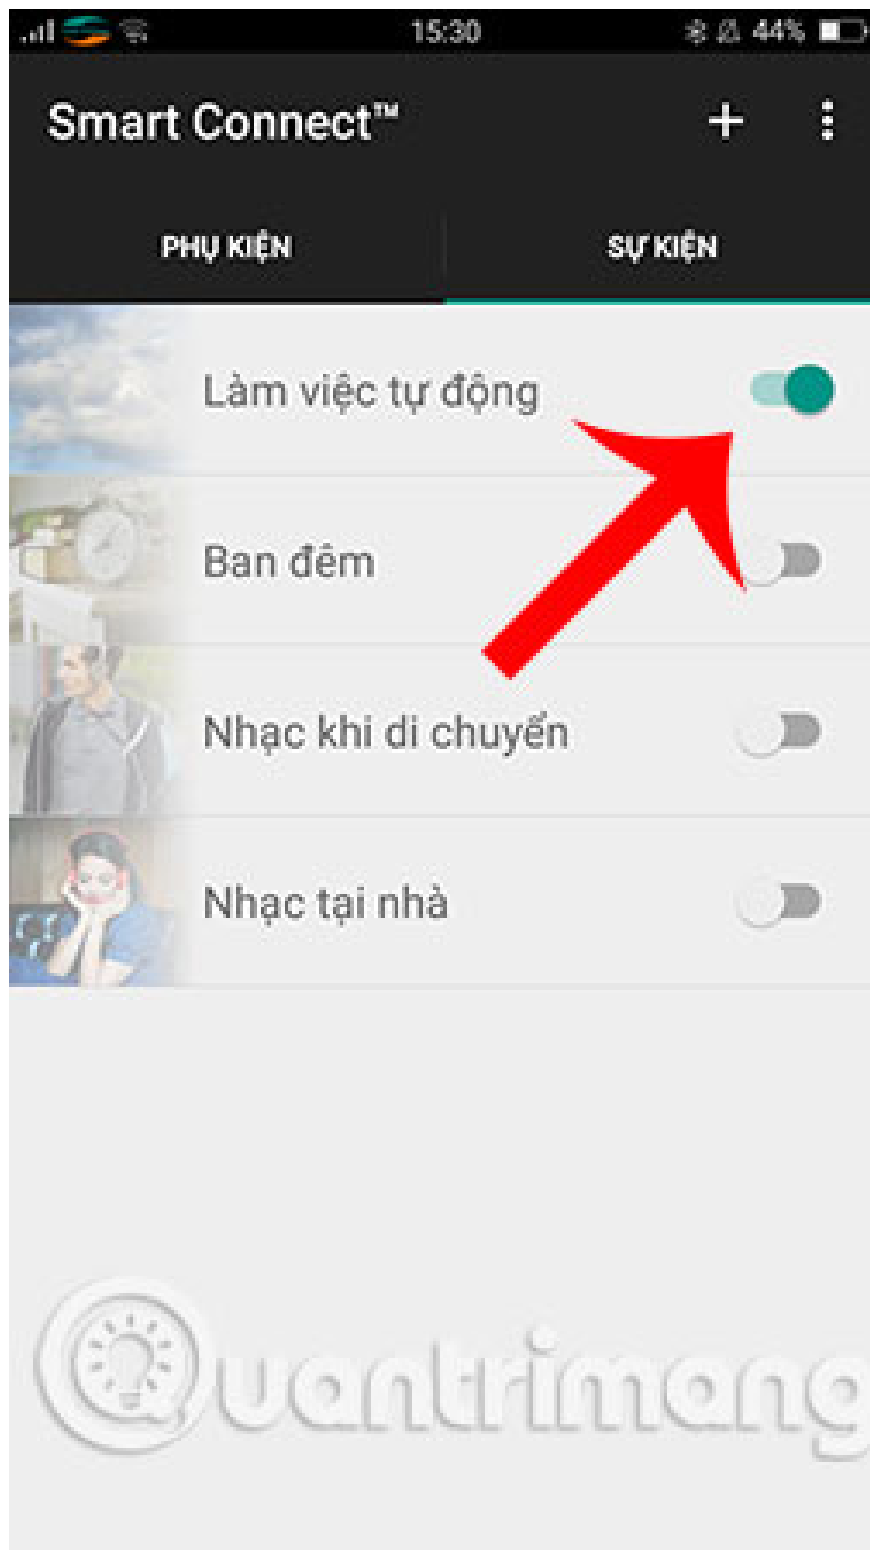 15:30 44%
Smart Connect™
PHỤ KIỆN SỰ KIỆN
Làm việc tự động
Ban đêm
Nhạc khi di chuyển
Nhạc tại nhà
Quantrimang